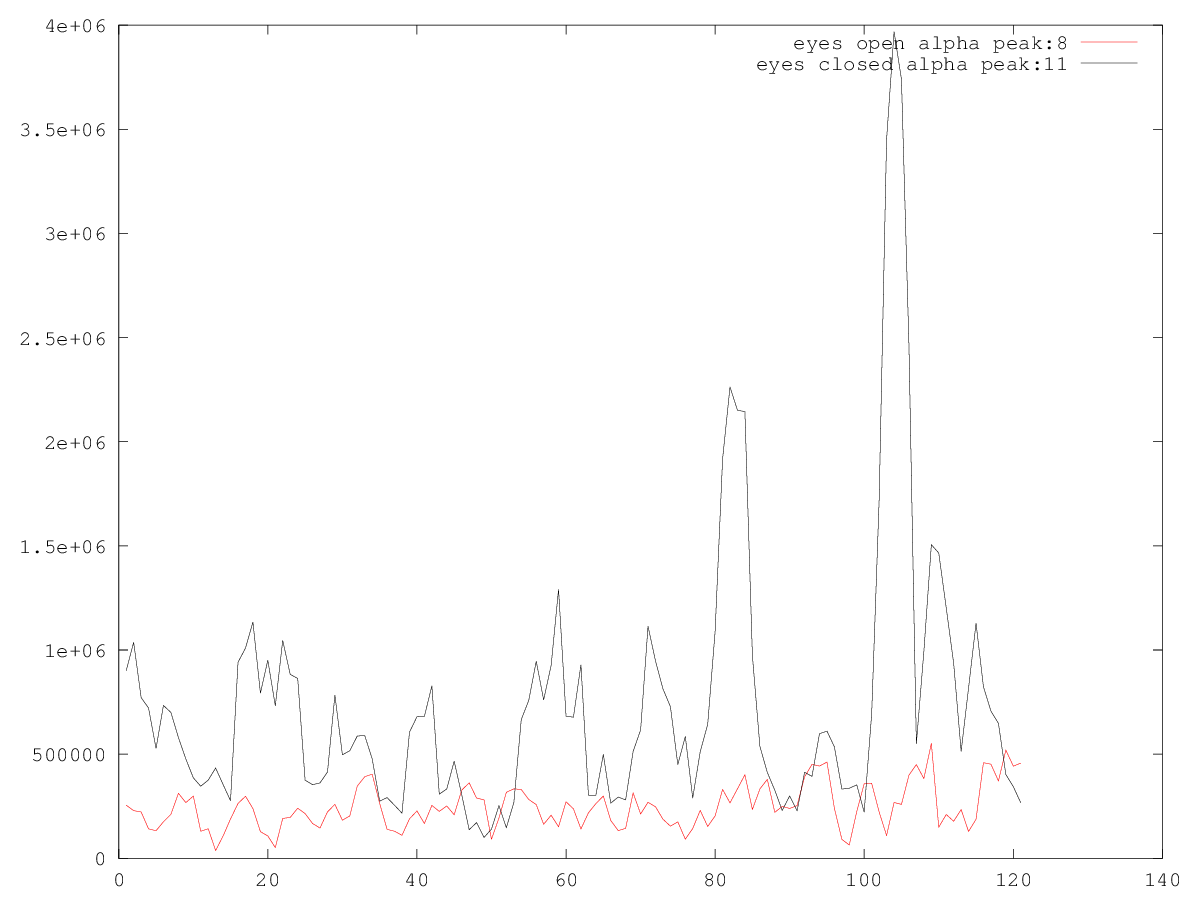 4e+06
eyes open alpha peak:8
eyes closed alpha peak:11
3.5e+06
3e+06
2.5e+06
2e+06
1.5e+06
1e+06
500000
0
0 20 40 60 80 100 120 140